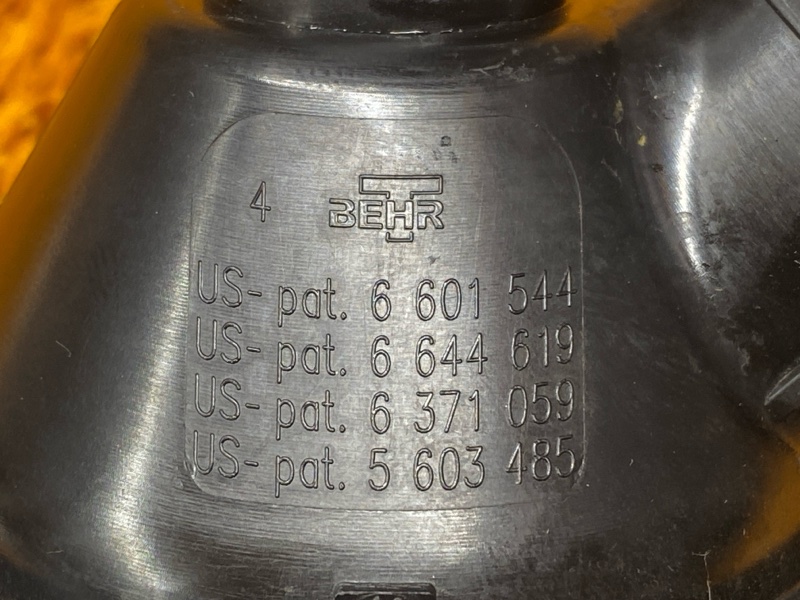 4 BEHR
US- pat. 6 601 544
US- pat. 6 644 619
US- pat. 6 371 059
US- pat. 5 603 485